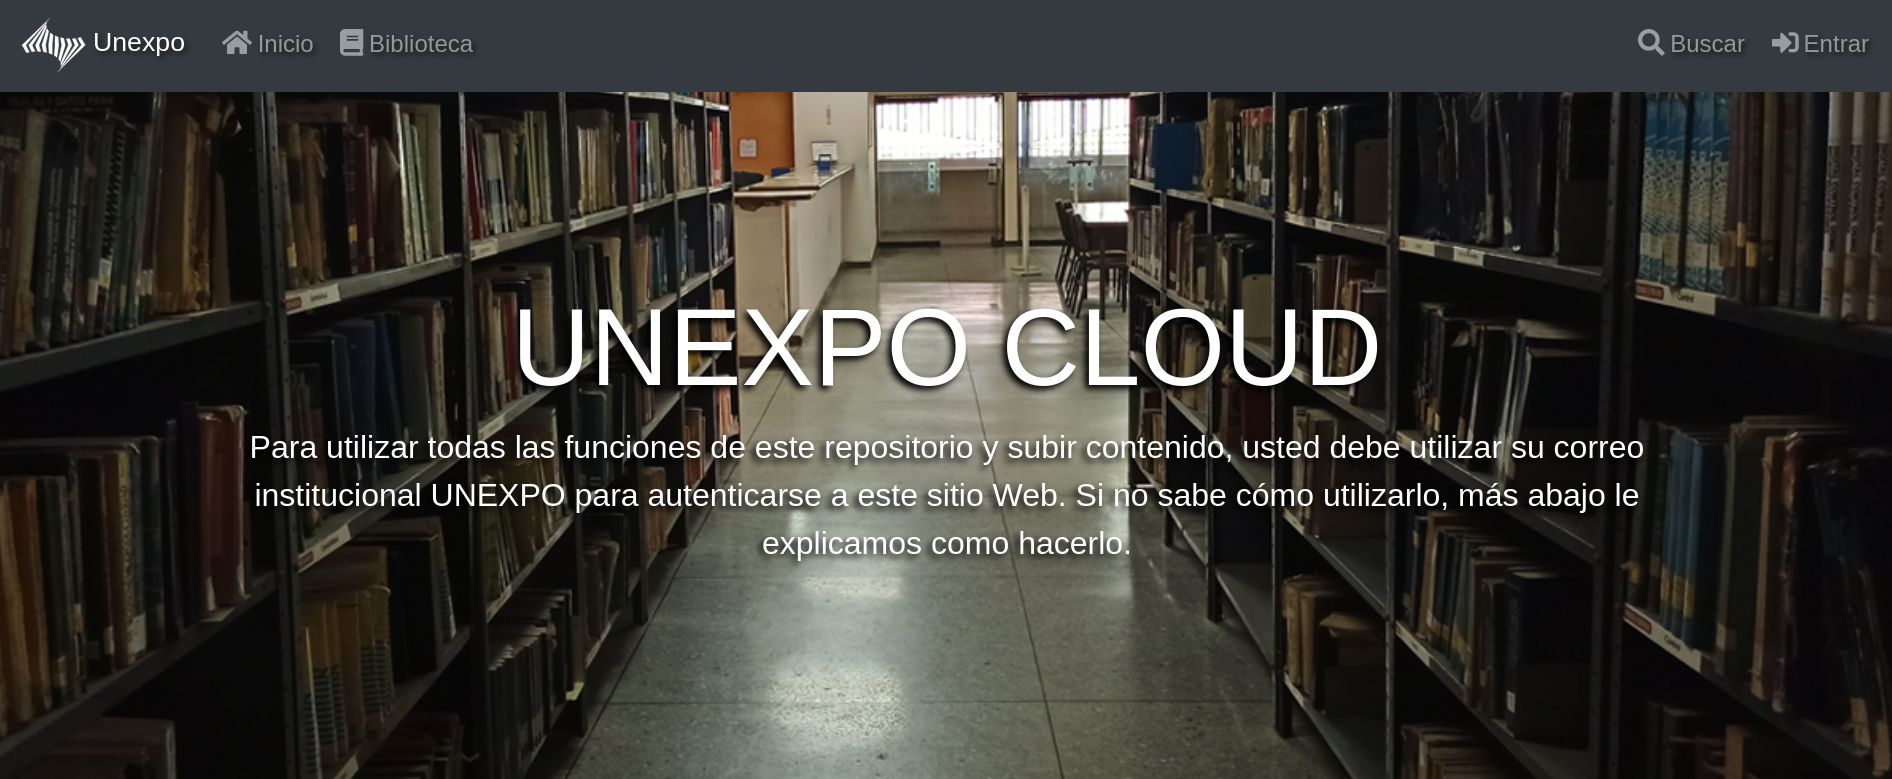 Unexpo
Inicio
Biblioteca
Buscar
Entrar
UNEXPO CLOUD
Para utilizar todas las funciones de este repositorio y subir contenido, usted debe utilizar su correo
institucional UNEXPO para autenticarse a este sitio Web. Si no sabe cómo utilizarlo, más abajo le
explicamos como hacerlo.